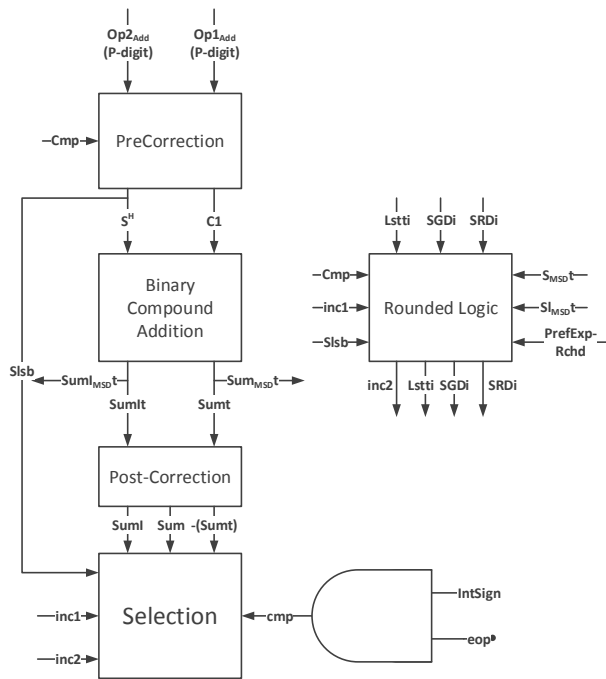 Op2Add Op1Add
(P-digit) (P-digit)
Cmp
PreCorrection
S^H C1
Lstti SGDi SRDi
Binary
Compound
Addition
Cmp
inc1
Slsb
Rounded Logic
SMSDt
SIMSDt
PrefExp-
Rchd
Slsb
SumIMSDt SumMSDt
SumIt Sumt
inc2 Lstti SGDi SRDi
Post-Correction
SumI Sum -(Sumt)
Selection
inc1
inc2
cmp
IntSign
eop